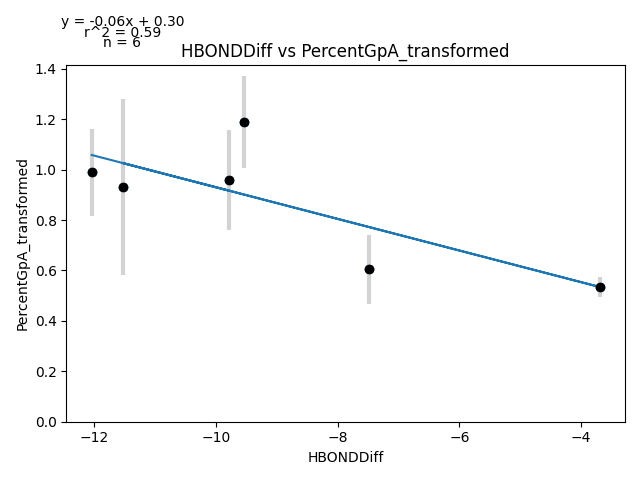 y = -0.06x + 0.30
r^2 = 0.59
n = 6
HBONDDiff vs PercentGpA_transformed
PercentGpA_transformed
1.4
1.2
1.0
0.8
0.6
0.4
0.2
0.0
−12
−10
−8
−6
−4
HBONDDiff